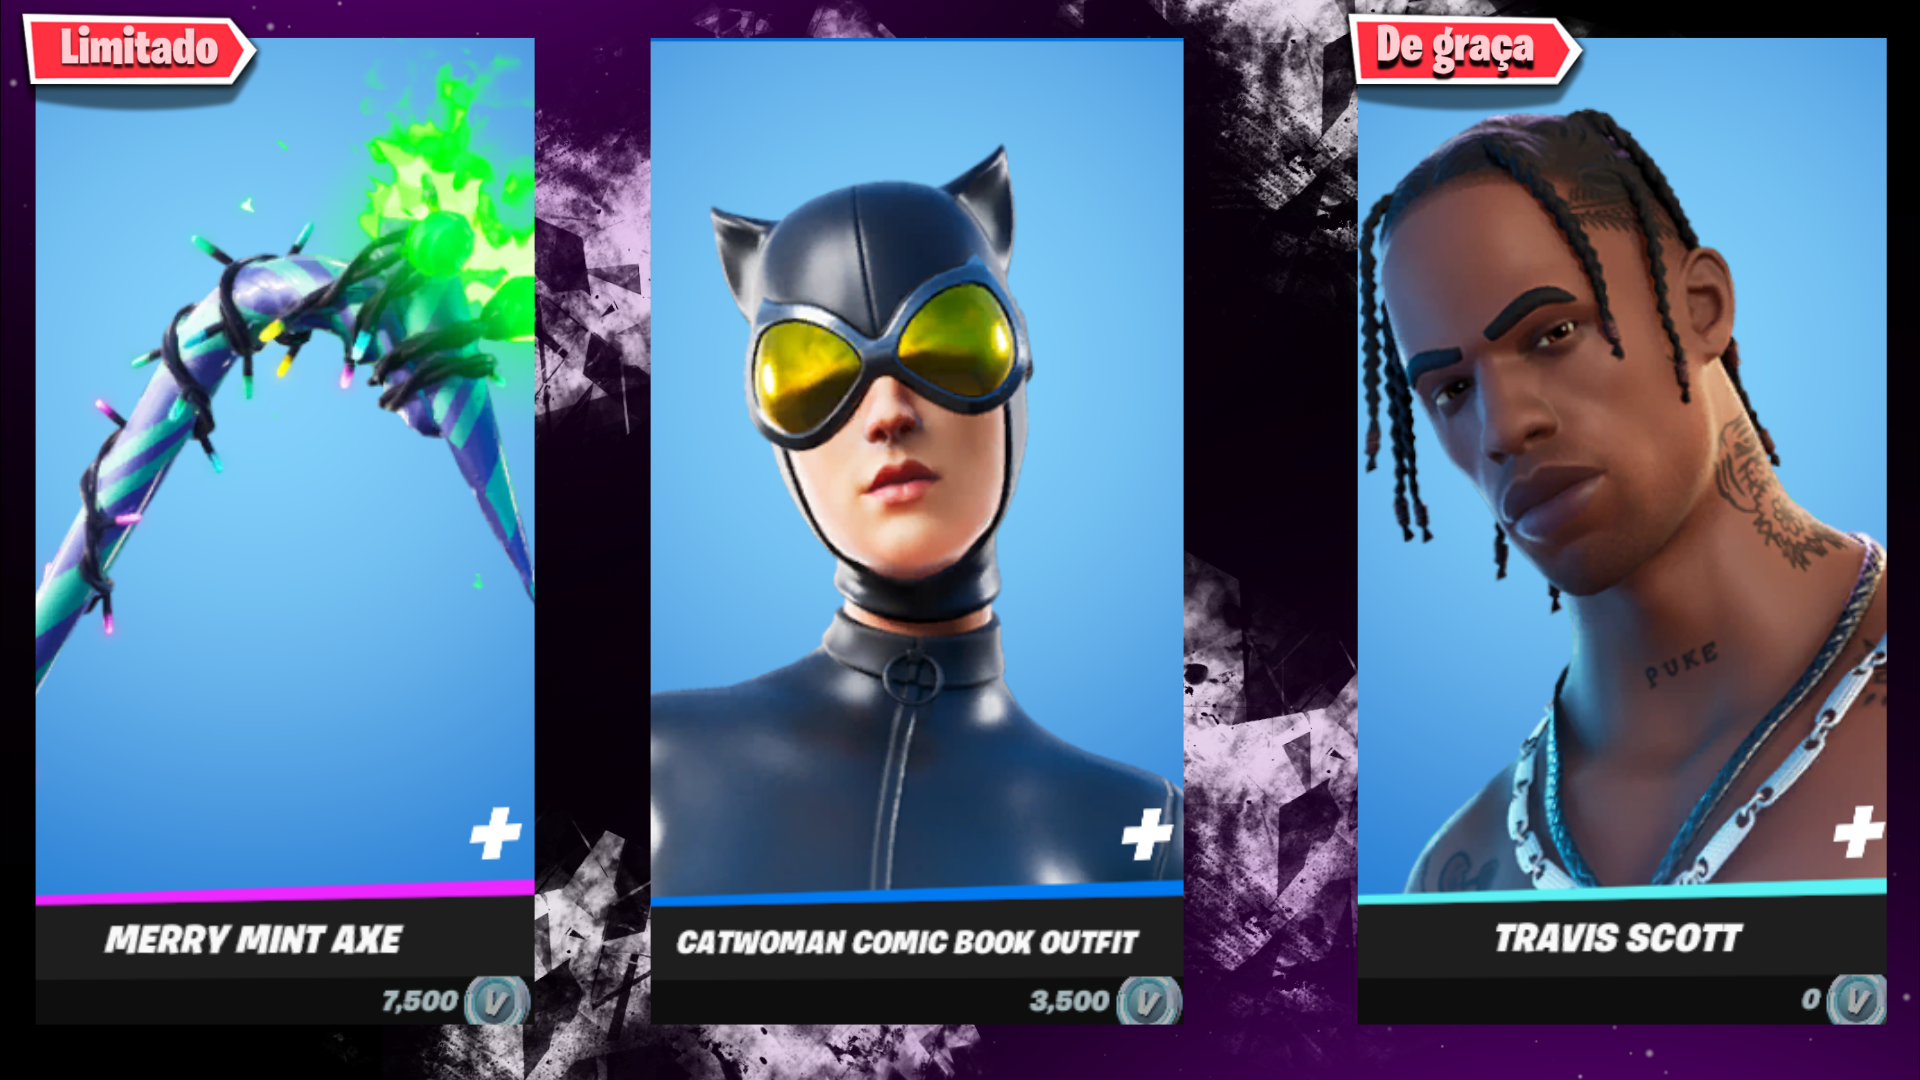 Limitado
De graça
PUKE
MERRY MINT AXE
7,500 V
CATWOMAN COMIC BOOK OUTFIT
3,500 V
TRAVIS SCOTT
0 V